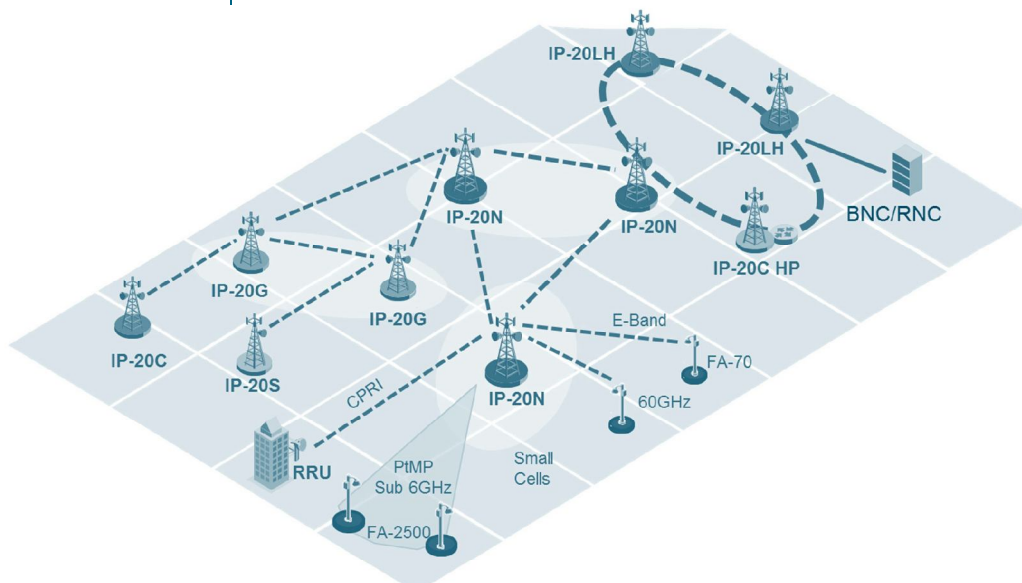 IP-20LH
IP-20LH
BNC/RNC
IP-20N
IP-20N
IP-20C HP
IP-20G
IP-20G
IP-20C
IP-20S
E-Band
FA-70
IP-20N
60GHz
CPRI
RRU
PtMP
Sub 6GHz
Small
Cells
FA-2500